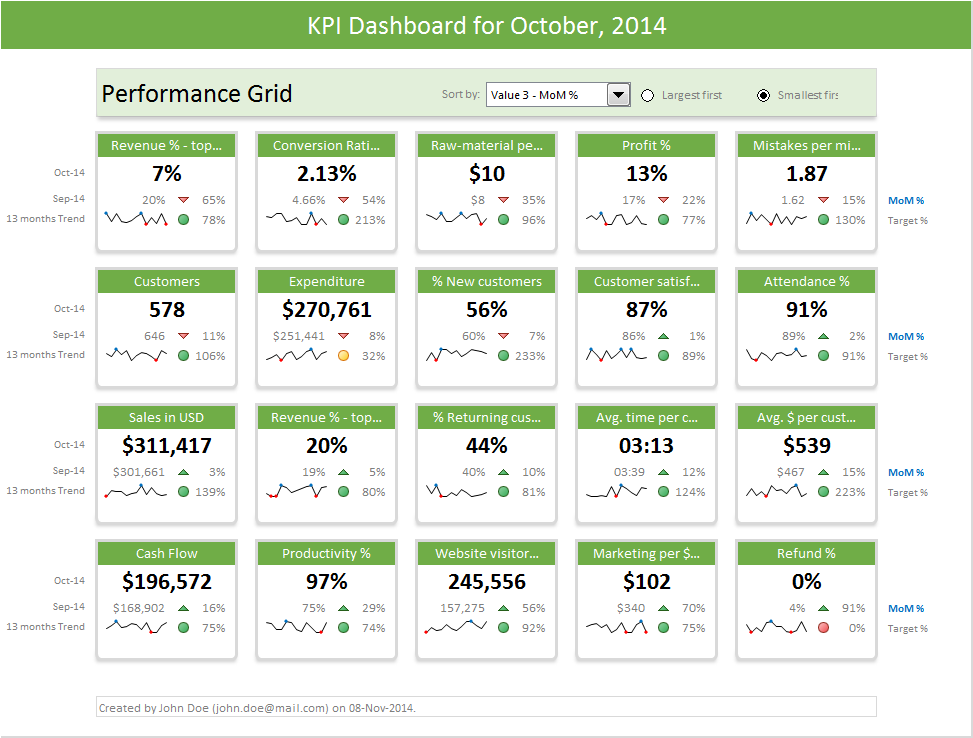 KPI Dashboard for October, 2014
Performance Grid Sort by: Value 3 - MoM % Largest first Smallest firs
Revenue % - top... Conversion Rati... Raw-material pe... Profit % Mistakes per mi...
Oct-14 7% 2.13% $10 13% 1.87
Sep-14 20% 65% 4.66% 54% $8 35% 17% 22% 1.62 15% MoM %
13 months Trend 78% 213% 96% 77% 130% Target %
Customers Expenditure % New customers Customer satisf... Attendance %
Oct-14 578 $270,761 56% 87% 91%
Sep-14 646 11% $251,441 8% 60% 7% 86% 1% 89% 2% MoM %
13 months Trend 106% 32% 233% 89% 91% Target %
Sales in USD Revenue % - top... % Returning cus... Avg. time per c... Avg. $ per cust...
Oct-14 $311,417 20% 44% 03:13 $539
Sep-14 $301,661 3% 19% 5% 40% 10% 03:39 12% $467 15% MoM %
13 months Trend 139% 80% 81% 124% 223% Target %
Cash Flow Productivity % Website visitor... Marketing per $... Refund %
Oct-14 $196,572 97% 245,556 $102 0%
Sep-14 $168,902 16% 75% 29% 157,275 56% $340 70% 4% 91% MoM %
13 months Trend 75% 74% 92% 75% 0% Target %
Created by John Doe (john.doe@mail.com) on 08-Nov-2014.